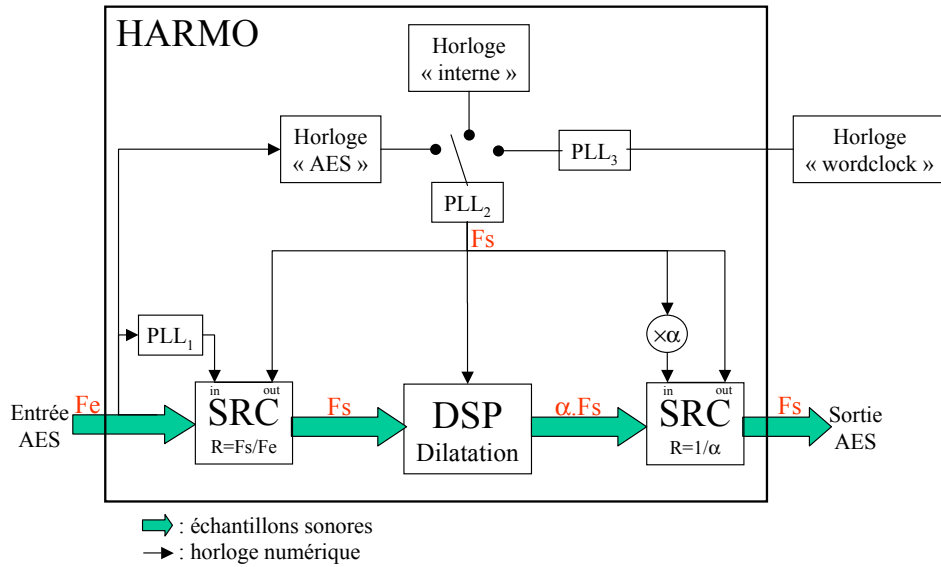 HARMO
Horloge
« interne »
Horloge
« AES »
PLL₃
Horloge
« wordclock »
PLL₂
Fs
PLL₁
×α
Entrée
AES
Fe
in out
SRC
R=Fs/Fe
Fs
DSP
Dilatation
α.Fs
in out
SRC
R=1/α
Fs
Sortie
AES
: échantillons sonores
: horloge numérique